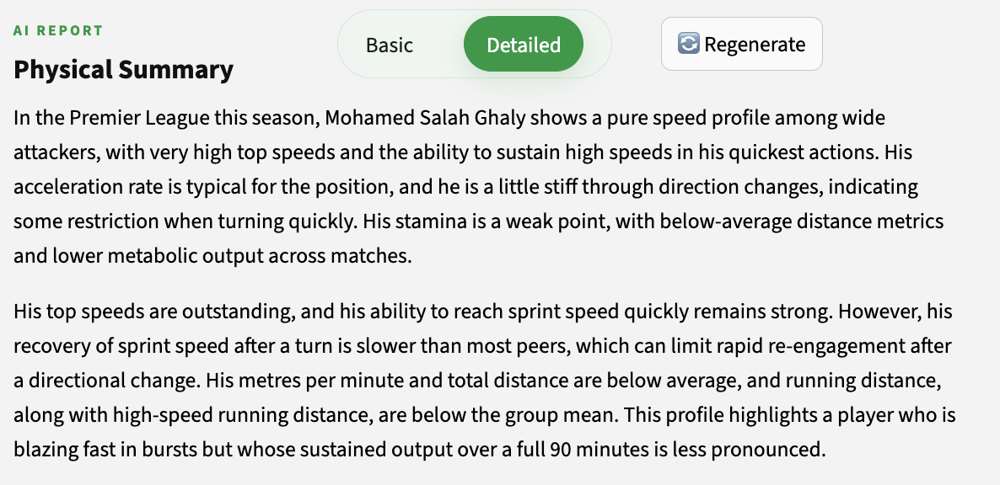 AI REPORT
Basic
Detailed
Regenerate
Physical Summary
In the Premier League this season, Mohamed Salah Ghaly shows a pure speed profile among wide
attackers, with very high top speeds and the ability to sustain high speeds in his quickest actions. His
acceleration rate is typical for the position, and he is a little stiff through direction changes, indicating
some restriction when turning quickly. His stamina is a weak point, with below-average distance metrics
and lower metabolic output across matches.
His top speeds are outstanding, and his ability to reach sprint speed quickly remains strong. However, his
recovery of sprint speed after a turn is slower than most peers, which can limit rapid re-engagement after
a directional change. His metres per minute and total distance are below average, and running distance,
along with high-speed running distance, are below the group mean. This profile highlights a player who is
blazing fast in bursts but whose sustained output over a full 90 minutes is less pronounced.